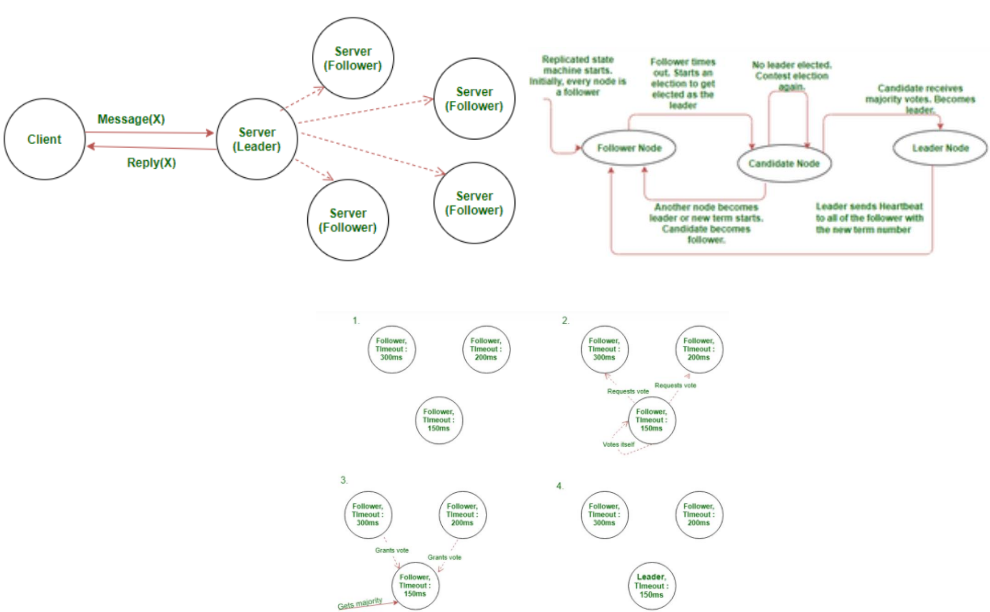 Client
Message(X)
Reply(X)
Server
(Leader)
Server
(Follower)
Server
(Follower)
Server
(Follower)
Server
(Follower)
Replicated state
machine starts.
Initially, every node is
a follower
Follower times
out. Starts an
election to get
elected as the
leader
No leader elected.
Contest election
again.
Candidate receives
majority votes. Becomes
leader.
Follower Node
Candidate Node
Leader Node
Another node becomes
leader or new term starts.
Candidate becomes
follower.
Leader sends Heartbeat
to all of the follower with
the new term number
1.
Follower,
Timeout :
300ms
Follower,
Timeout :
200ms
Follower,
Timeout :
150ms
2.
Follower,
Timeout :
300ms
Follower,
Timeout :
200ms
Requests vote
Requests vote
Follower,
Timeout :
150ms
Votes itself
3.
Follower,
Timeout :
300ms
Follower,
Timeout :
200ms
Grants vote
Grants vote
Follower,
Timeout :
150ms
Gets majority
4.
Follower,
Timeout :
300ms
Follower,
Timeout :
200ms
Leader,
Timeout :
150ms